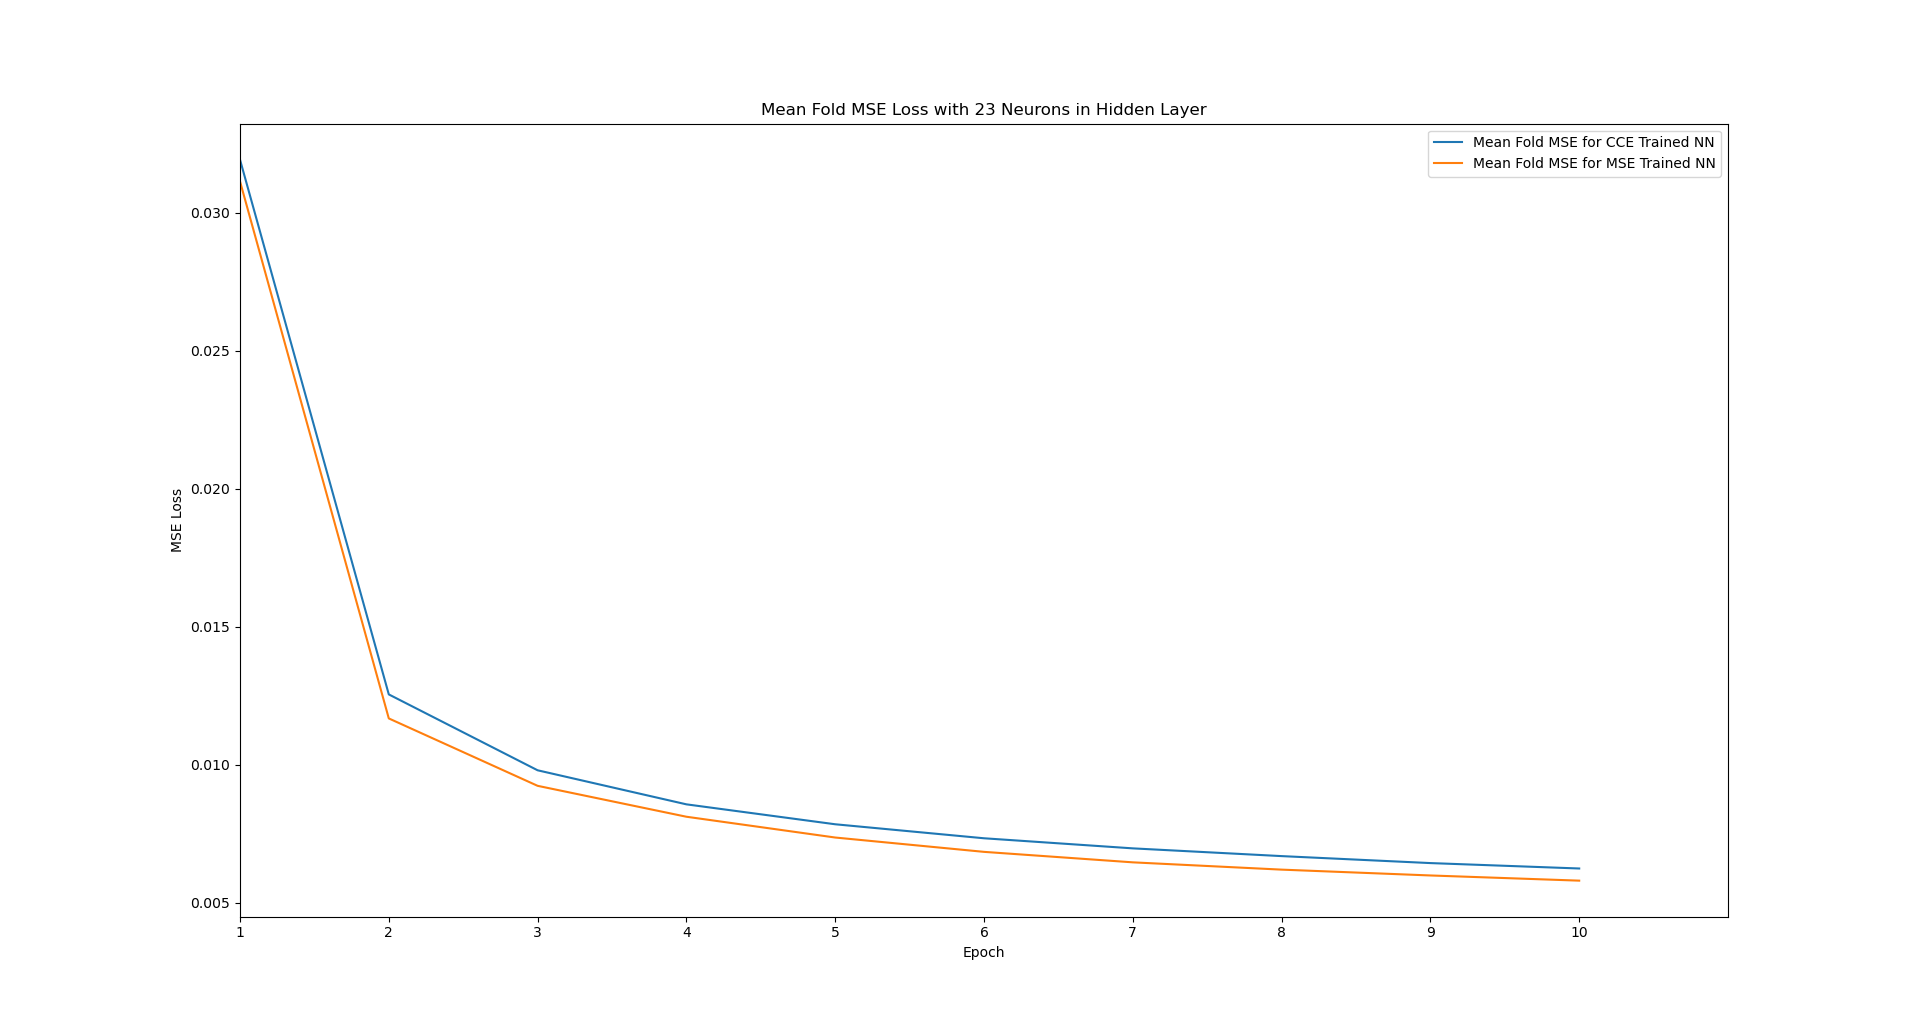 Mean Fold MSE Loss with 23 Neurons in Hidden Layer
Mean Fold MSE for CCE Trained NN
Mean Fold MSE for MSE Trained NN
0.030
0.025
0.020
0.015
0.010
0.005
MSE Loss
1 2 3 4 5 6 7 8 9 10
Epoch